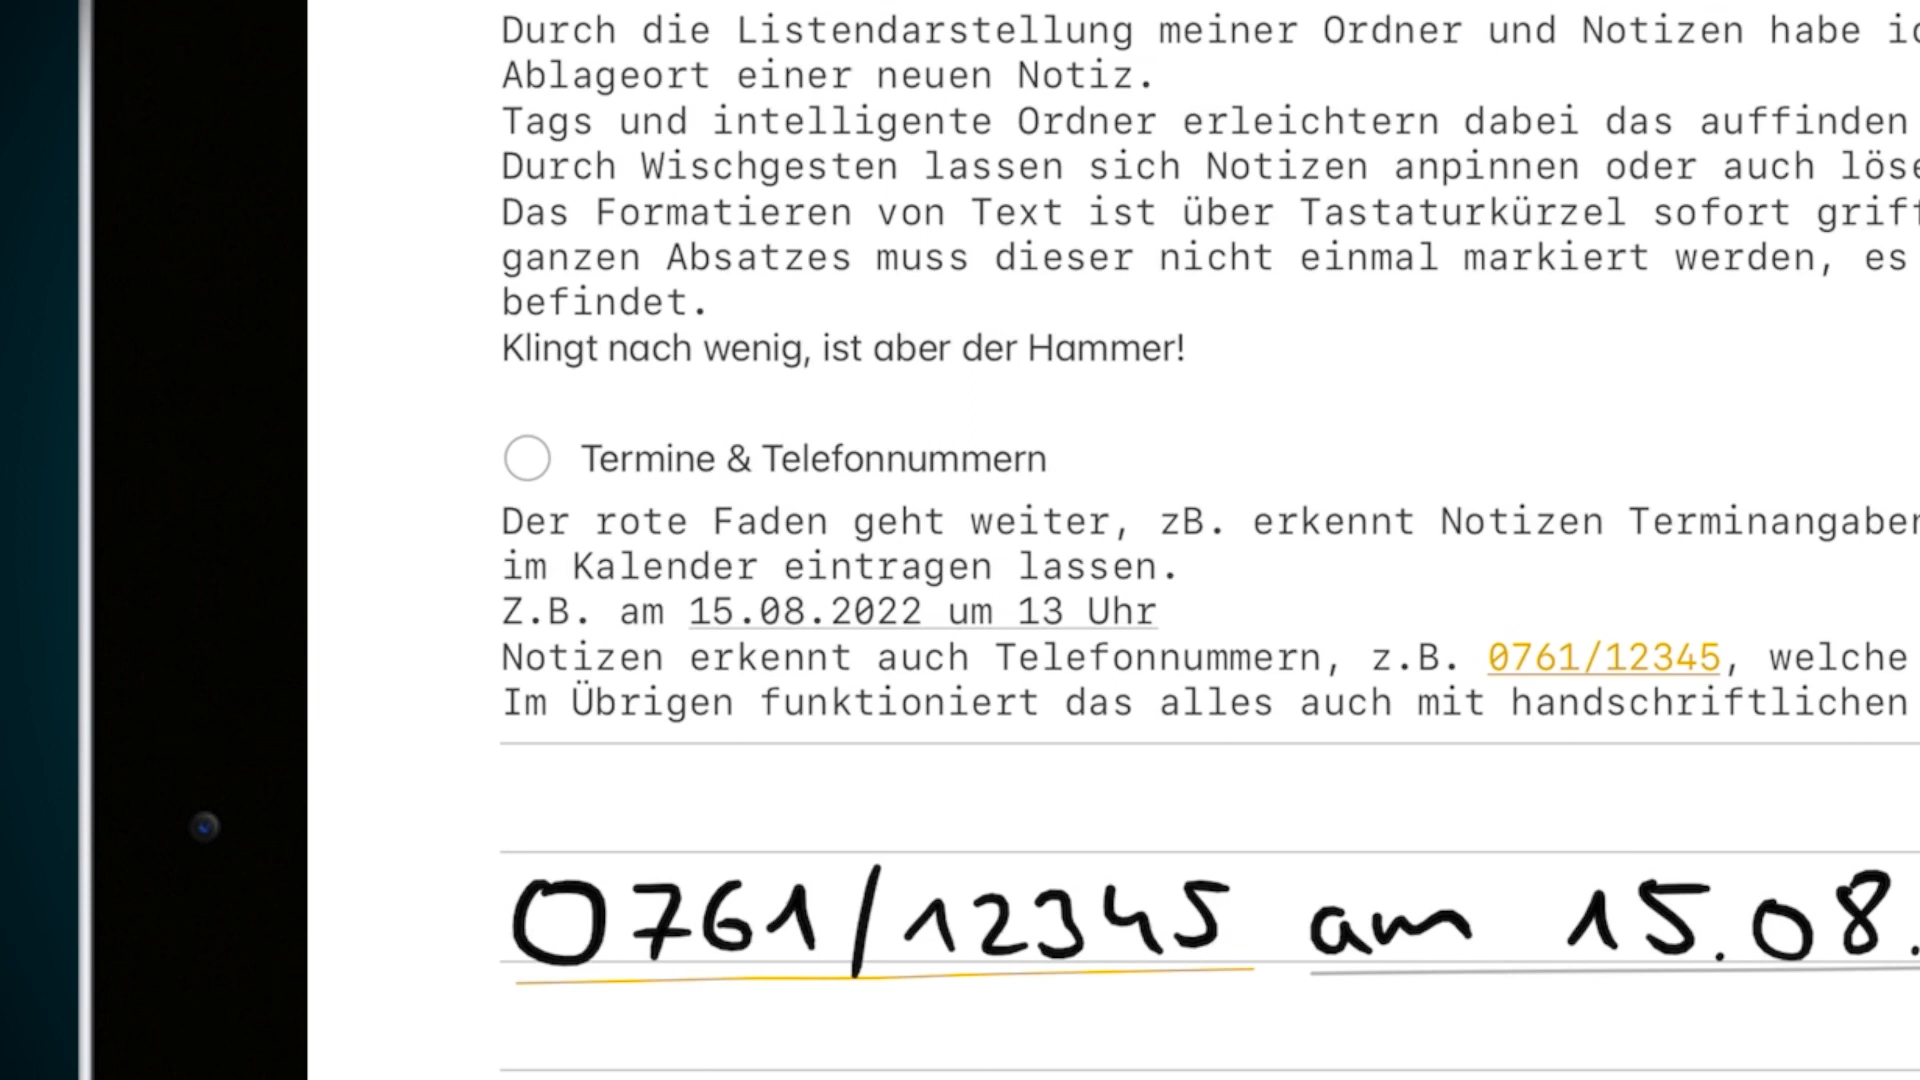 Durch die Listendarstellung meiner Ordner und Notizen habe
Ablageort einer neuen Notiz.
Tags und intelligente Ordner erleichtern dabei das auffinden
Durch Wischgesten lassen sich Notizen anpinnen oder auch
Das Formatieren von Text ist über Tastaturkürzel sofort
ganzen Absatzes muss dieser nicht einmal markiert werden, es
befindet.
Klingt nach wenig, ist aber der Hammer!
Termine & Telefonnummern
Der rote Faden geht weiter, zB. erkennt Notizen
im Kalender eintragen lassen.
Z.B. am 15.08.2022 um 13 Uhr
Notizen erkennt auch Telefonnummern, z.B. 0761/12345, welche
Im Übrigen funktioniert das alles auch mit handschriftlichen
0761/12345 am 15.08.